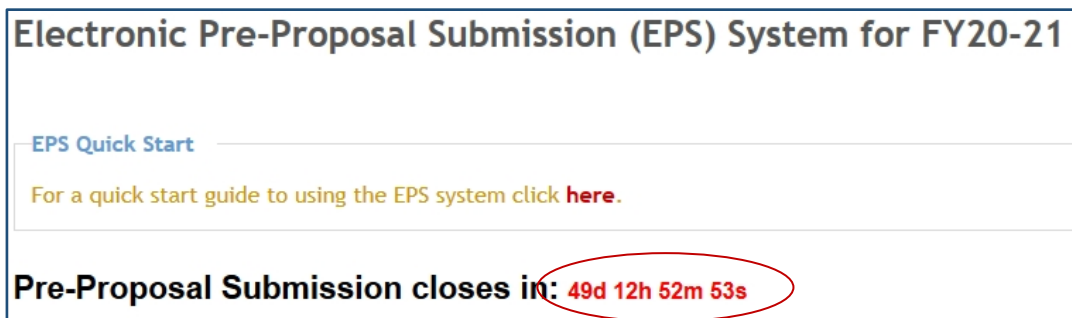 Electronic Pre-Proposal Submission (EPS) System for FY20-21
EPS Quick Start
For a quick start guide to using the EPS system click here.
Pre-Proposal Submission closes in: 49d 12h 52m 53s